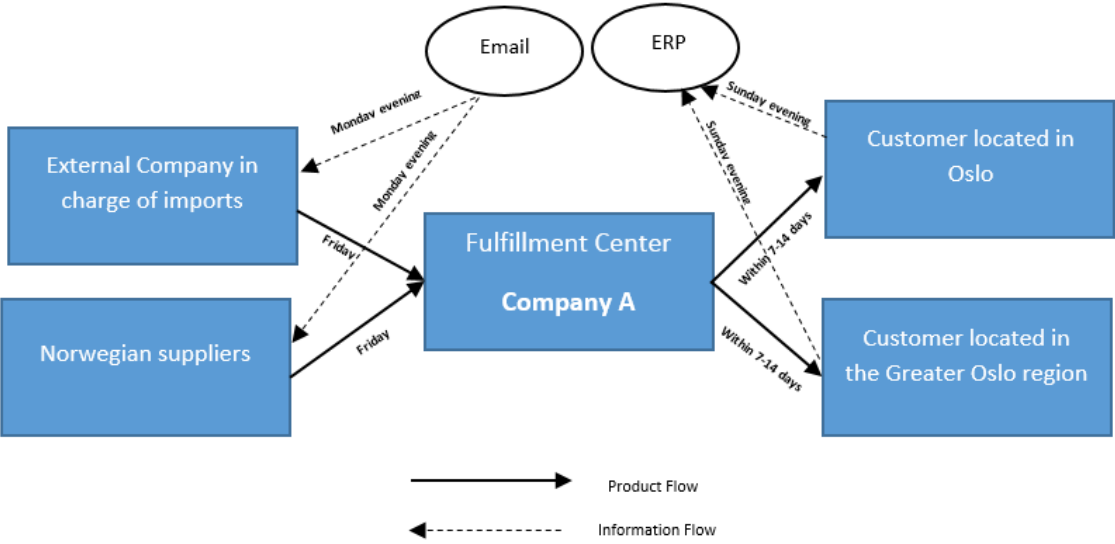 Email
ERP
Monday evening
Sunday evening
Monday evening
Sunday evening
External Company in
charge of imports
Customer located in
Oslo
Friday
Fulfillment Center
Company A
Within 7-14 days
Norwegian suppliers
Friday
Within 7-14 days
Customer located in
the Greater Oslo region
Product Flow
Information Flow